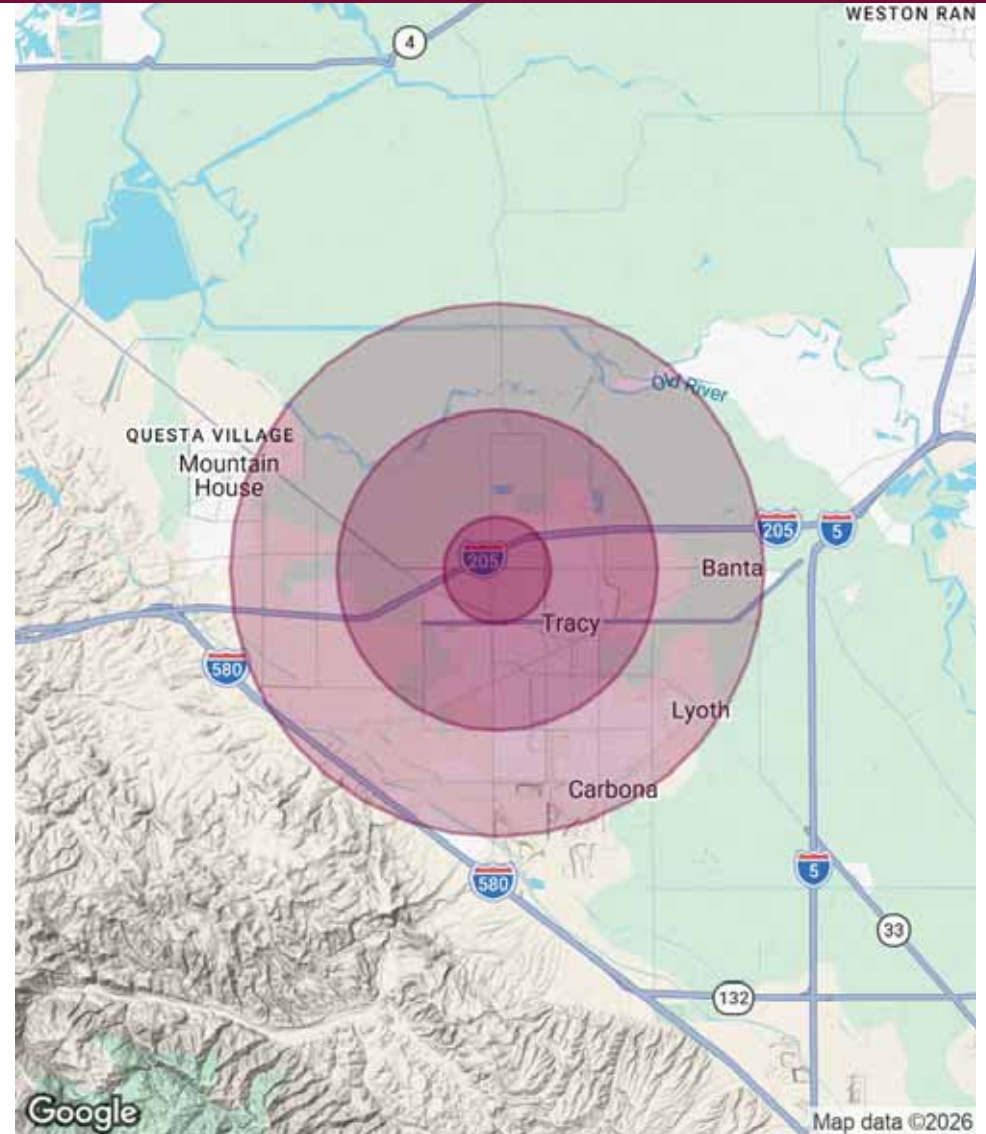 WESTON RAN
4
Old River
QUESTA VILLAGE
Mountain
House
205
5
205
Banta
Tracy
580
Lyoth
Carbona
5
580
33
132
Google
Map data ©2026